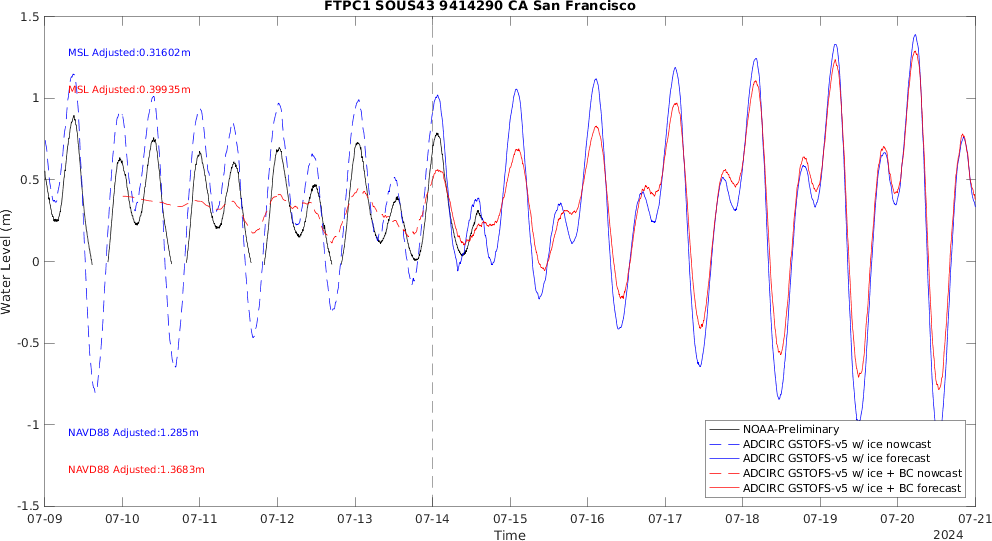 FTPC1 SOUS43 9414290 CA San Francisco
1.5
1
0.5
0
-0.5
-1
-1.5
Water Level (m)
MSL Adjusted:0.31602m
MSL Adjusted:0.39935m
NAVD88 Adjusted:1.285m
NAVD88 Adjusted:1.3683m
NOAA-Preliminary
ADCIRC GSTOFS-v5 w/ ice nowcast
ADCIRC GSTOFS-v5 w/ ice forecast
ADCIRC GSTOFS-v5 w/ ice + BC nowcast
ADCIRC GSTOFS-v5 w/ ice + BC forecast
07-09 07-10 07-11 07-12 07-13 07-14 07-15 07-16 07-17 07-18 07-19 07-20 07-21
Time
2024